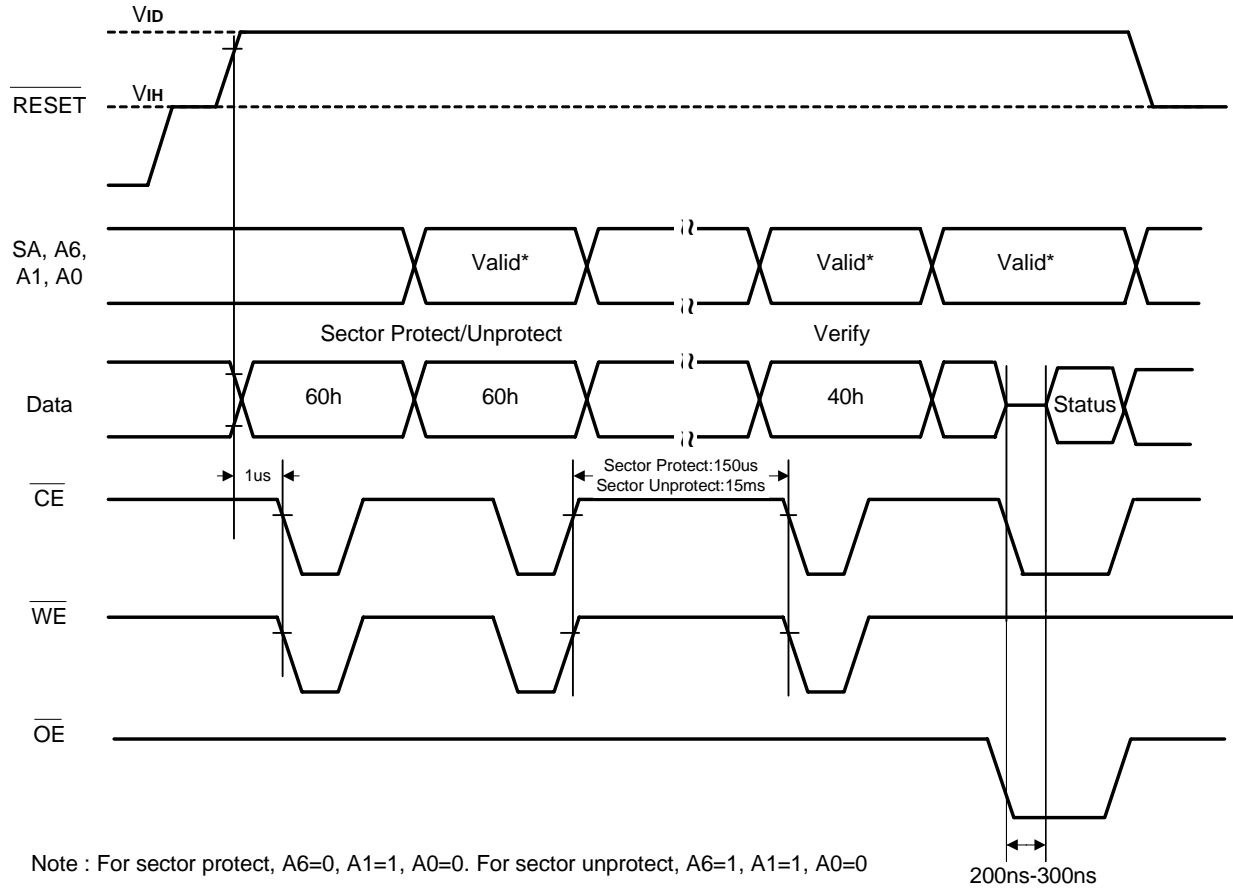 VID
VIH
RESET
SA, A6,
A1, A0
Valid*
Valid*
Valid*
Sector Protect/Unprotect
Verify
Data
60h
60h
40h
Status
1us
Sector Protect:150us
Sector Unprotect:15ms
CE
WE
OE
Note : For sector protect, A6=0, A1=1, A0=0. For sector unprotect, A6=1, A1=1, A0=0
200ns-300ns